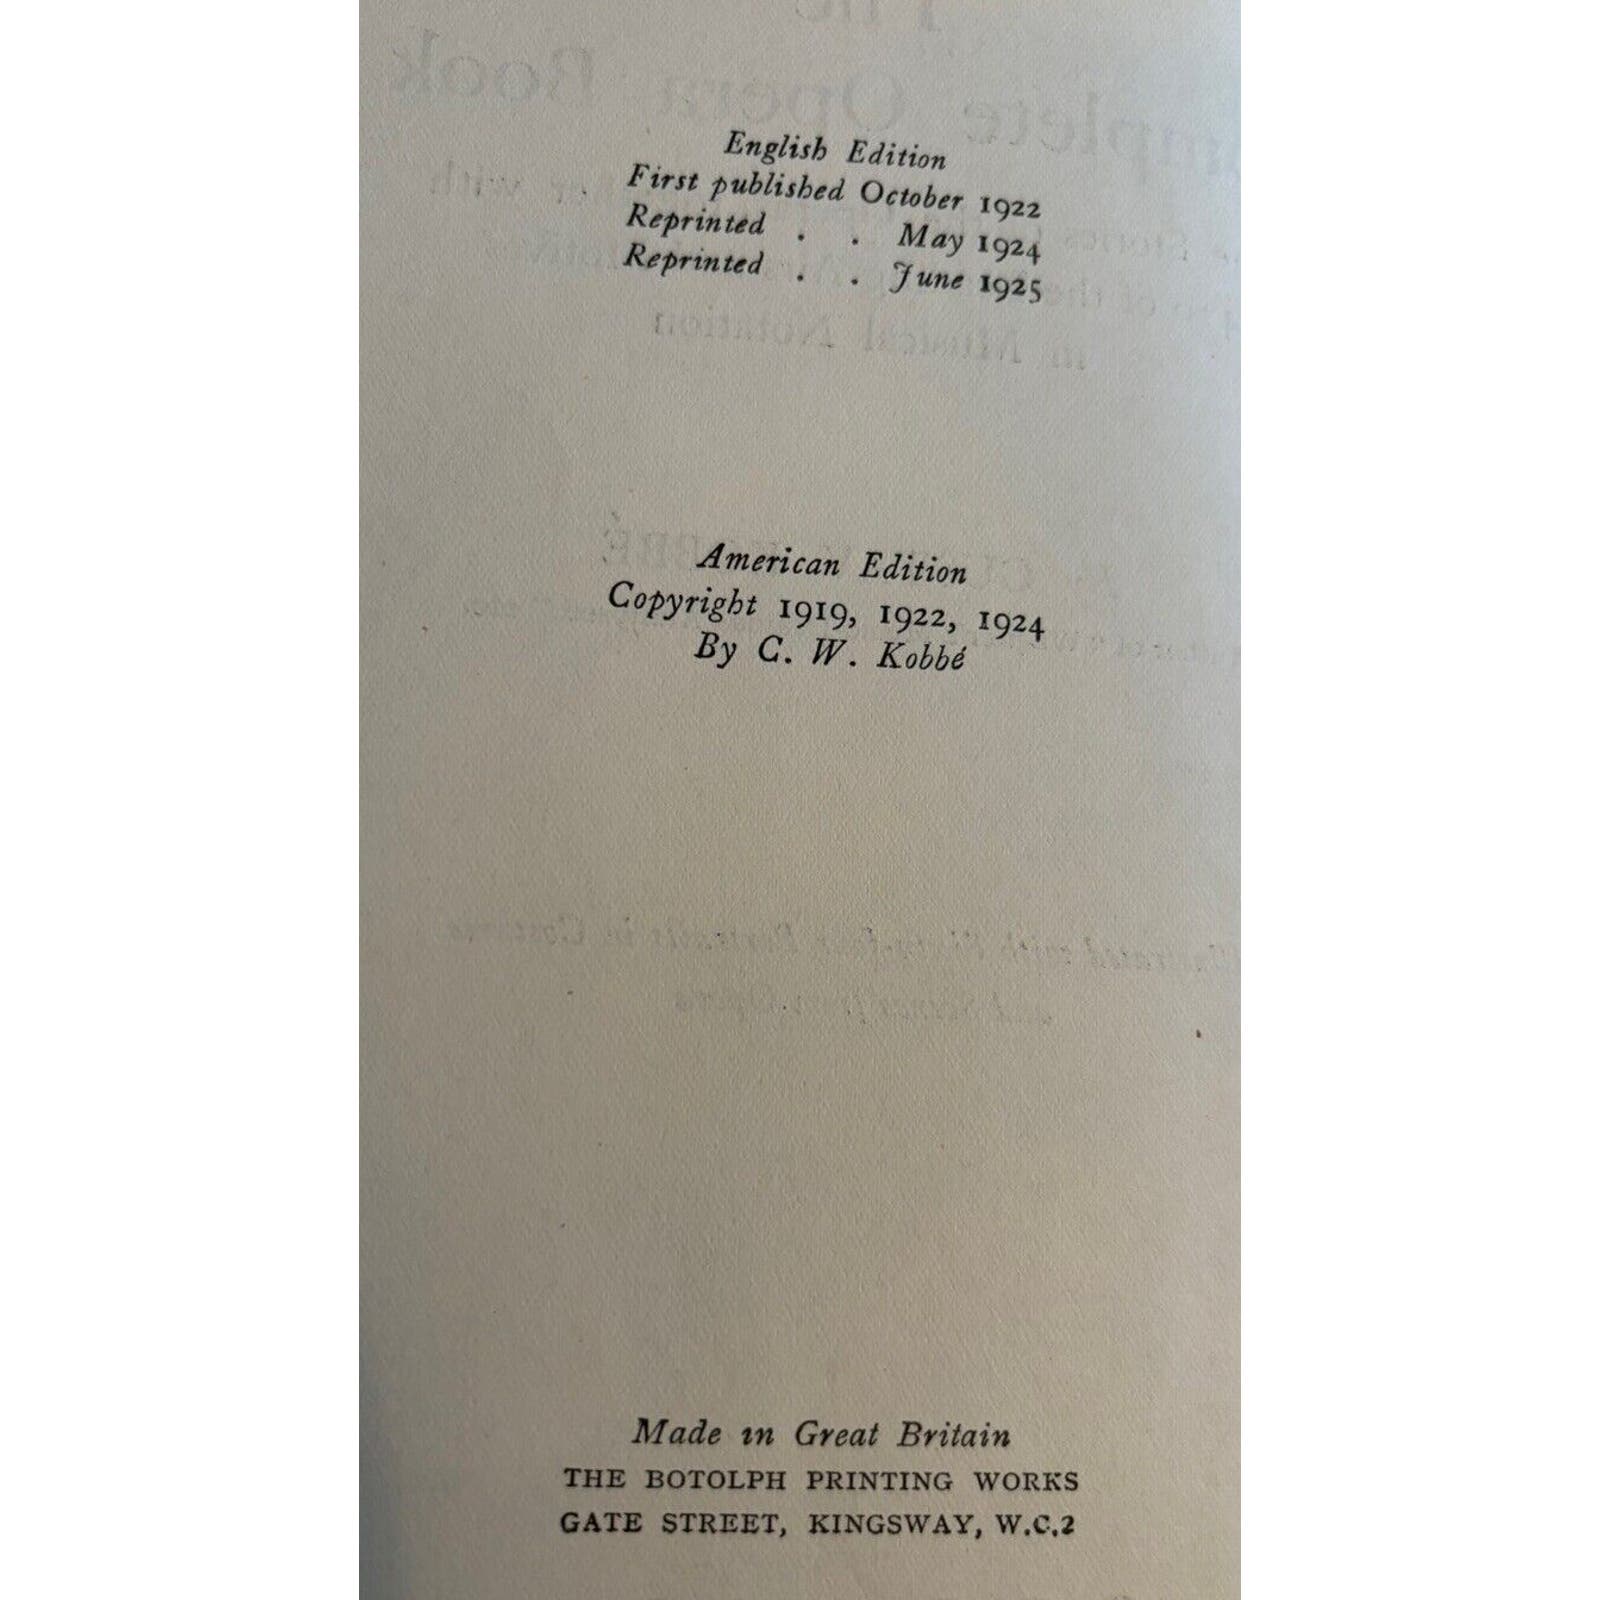 English Edition
First published October 1922
Reprinted . . May 1924
Reprinted . . June 1925
American Edition
Copyright 1919, 1922, 1924
By C. W. Kobbé
Made in Great Britain
THE BOTOLPH PRINTING WORKS
GATE STREET, KINGSWAY, W.C.2